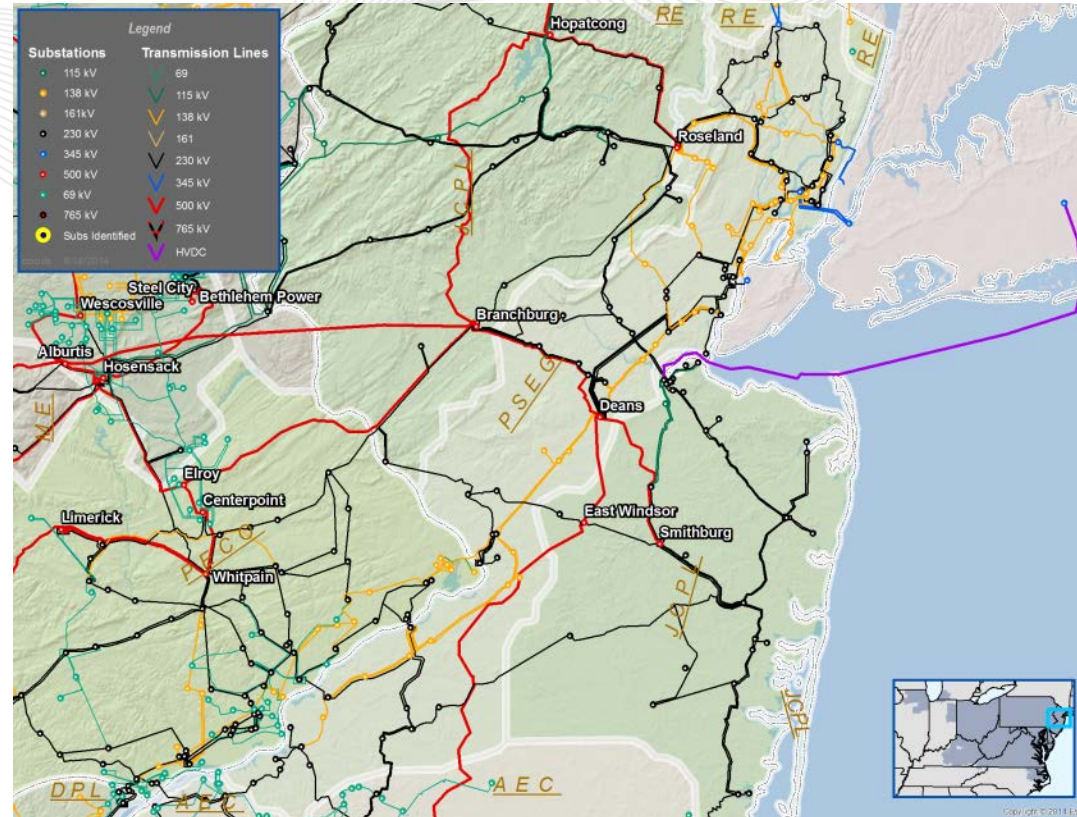 Legend
Substations
115 kV
138 kV
161kV
230 kV
345 kV
500 kV
69 kV
765 kV
Subs Identified
Transmission Lines
69
115 kV
138 kV
161
230 kV
345 kV
500 kV
765 kV
HVDC
Hopatcong
RE
RE
RE
Roseland
JCPL
Steel City
Bethlehem Power
Wescosville
Branchburg
Alburtis
Hosensack
PSEG
ME
Deans
Elroy
Centerpoint
Limerick
East Windsor
PECO
Smithburg
Whitpain
JCPL
JCPL
DPL
AEC
AEC